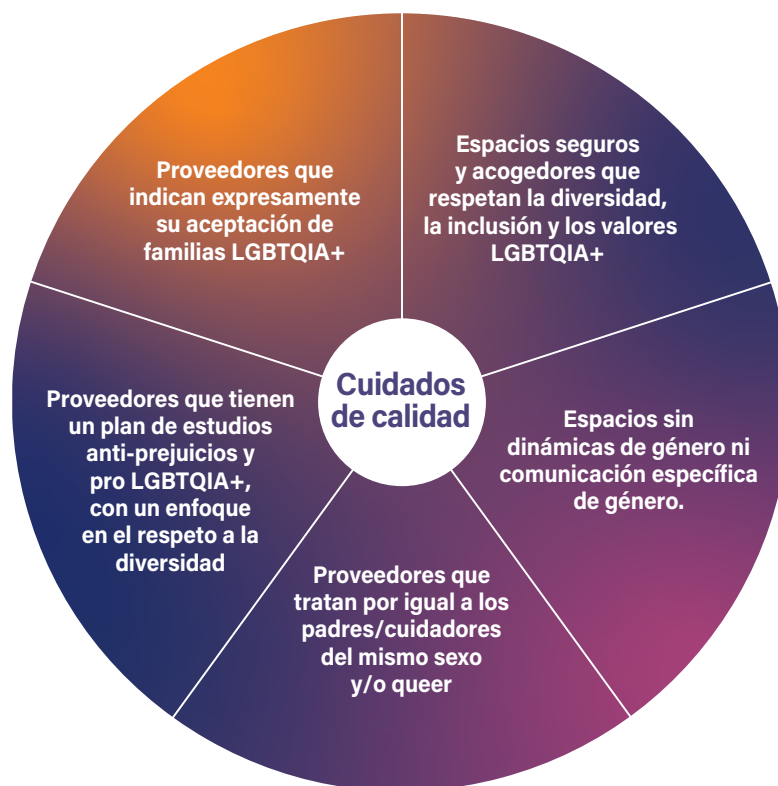 Proveedores que
indican expresamente
su aceptación de
familias LGBTQIA+
Espacios seguros
y acogedores que
respetan la diversidad,
la inclusión y los valores
LGBTQIA+
Cuidados
de calidad
Proveedores que tienen
un plan de estudios
anti-prejuicios y
pro LGBTQIA+,
con un enfoque
en el respeto a la
diversidad
Espacios sin
dinámicas de género ni
comunicación específica
de género.
Proveedores que
tratan por igual a los
padres/cuidadores
del mismo sexo
y/o queer